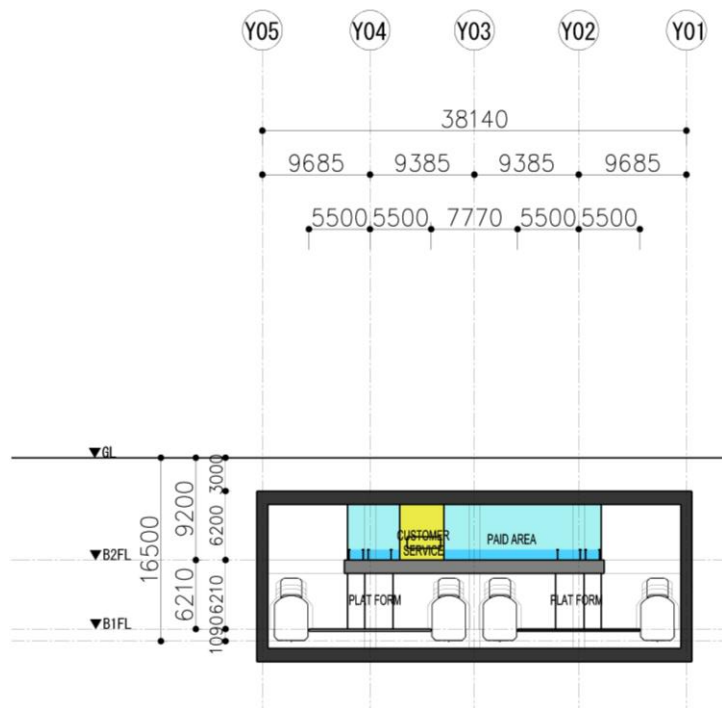 Y05 Y04 Y03 Y02 Y01
38140
9685 9385 9385 9685
5500 5500 7770 5500 5500
GL
3000
9200
6200
16500
CUSTOMER
SERVICE
PAID AREA
B2FL
6210
6210
PLAT FORM
PLAT FORM
B1FL
1090